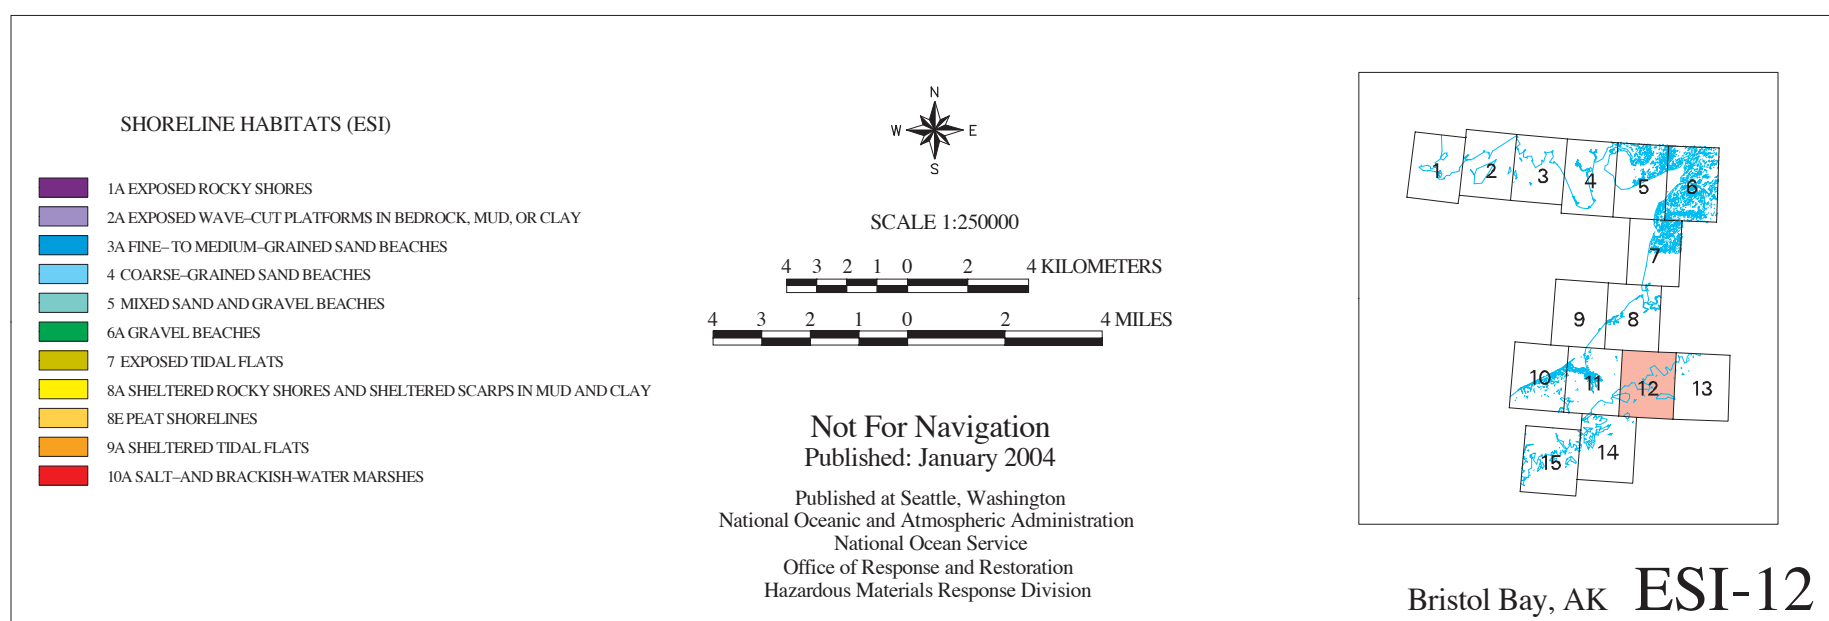 SHORELINE HABITATS (ESI)
1A EXPOSED ROCKY SHORES
2A EXPOSED WAVE–CUT PLATFORMS IN BEDROCK, MUD, OR CLAY
3A FINE– TO MEDIUM–GRAINED SAND BEACHES
4 COARSE–GRAINED SAND BEACHES
5 MIXED SAND AND GRAVEL BEACHES
6A GRAVEL BEACHES
7 EXPOSED TIDAL FLATS
8A SHELTERED ROCKY SHORES AND SHELTERED SCARPS IN MUD AND CLAY
8E PEAT SHORELINES
9A SHELTERED TIDAL FLATS
10A SALT–AND BRACKISH–WATER MARSHES
N
W E
S
SCALE 1:250000
4 3 2 1 0 2 4 KILOMETERS
4 3 2 1 0 2 4 MILES
Not For Navigation
Published: January 2004
Published at Seattle, Washington
National Oceanic and Atmospheric Administration
National Ocean Service
Office of Response and Restoration
Hazardous Materials Response Division
1 2 3 4 5 6
7
9 8
10 11 12 13
15 14
Bristol Bay, AK ESI-12